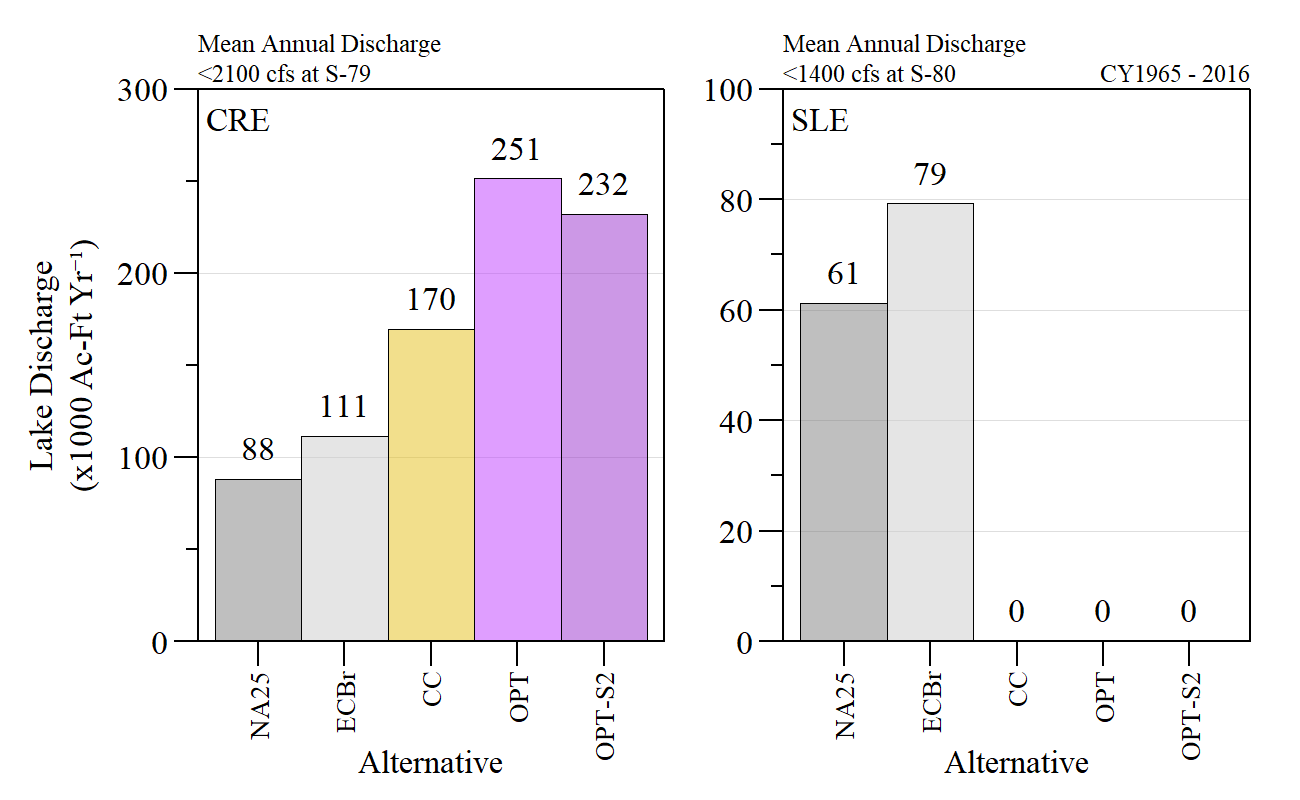 Mean Annual Discharge
<2100 cfs at S-79
CRE
300
200
100
0
Lake Discharge
(x1000 Ac-Ft Yr⁻¹)
88
111
170
251
232
NA25
ECBr
CC
OPT
OPT-S2
Alternative
Mean Annual Discharge
<1400 cfs at S-80
CY1965 - 2016
SLE
100
80
60
40
20
0
61
79
0
0
0
NA25
ECBr
CC
OPT
OPT-S2
Alternative